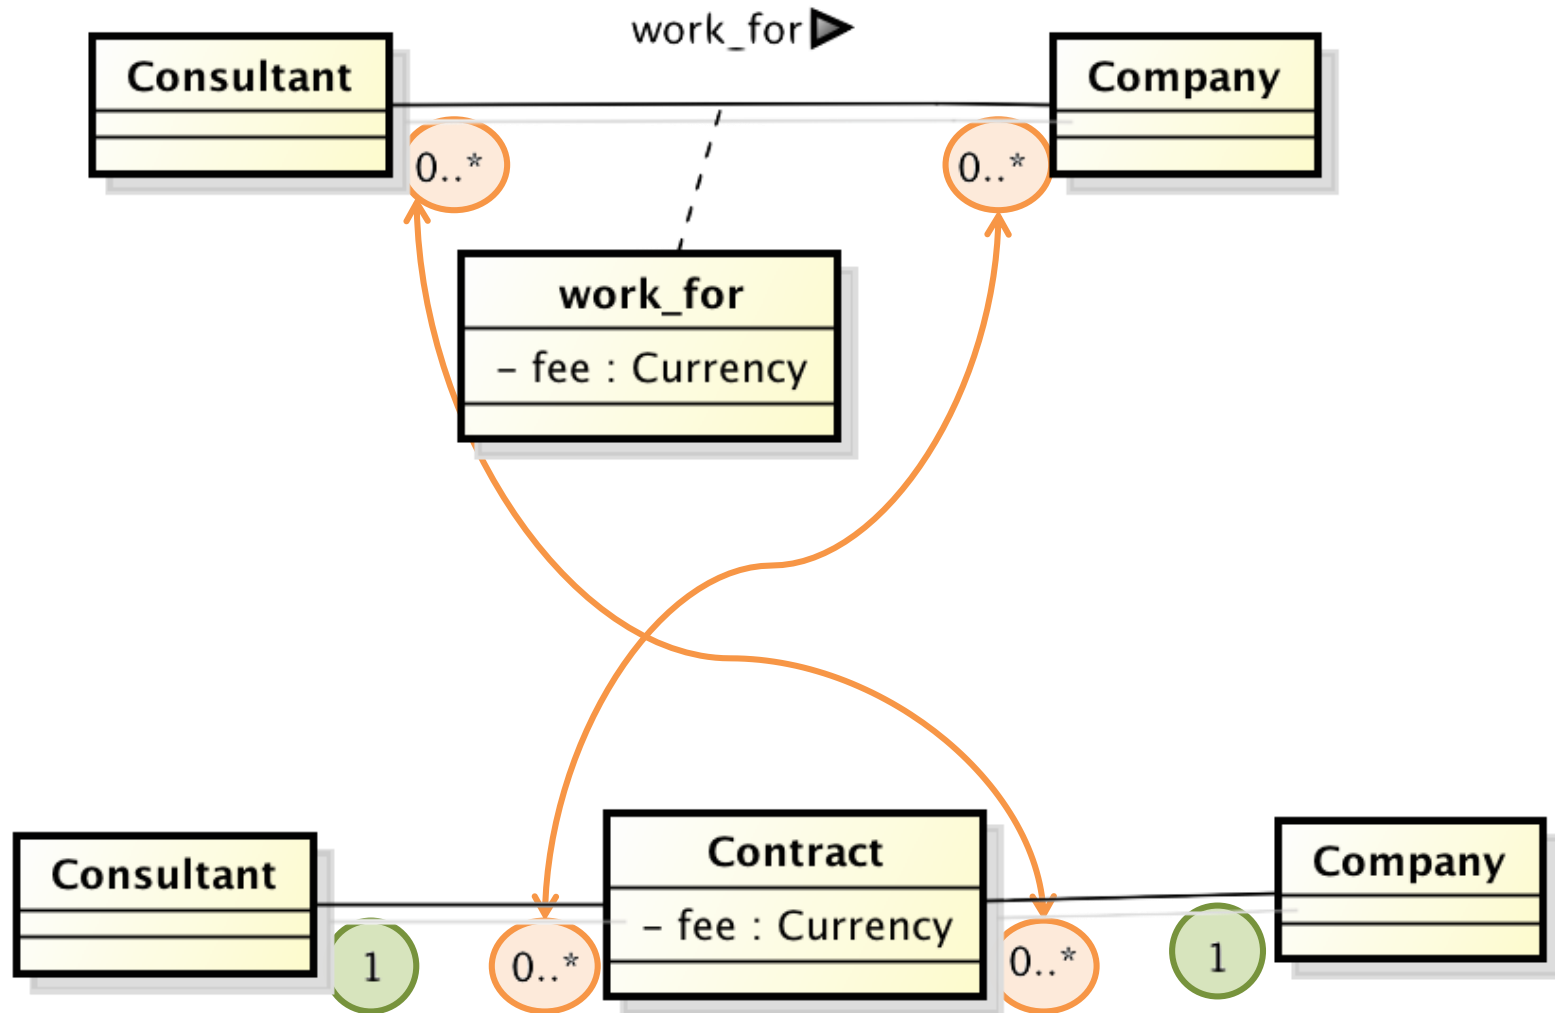 work_for
Consultant
Company
0..*
0..*
work_for
- fee : Currency
Consultant
Contract
Company
- fee : Currency
1
0..*
0..*
1